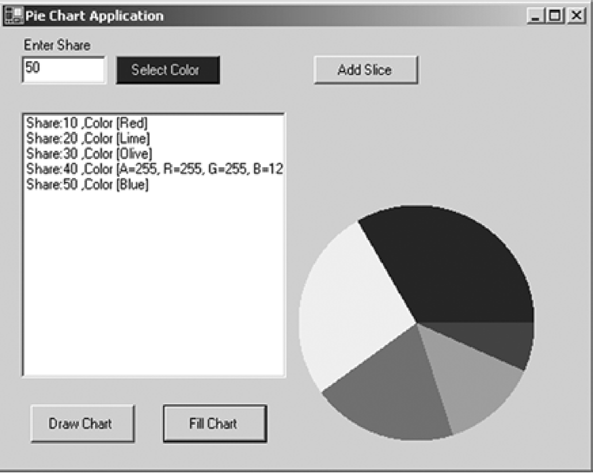 Pie Chart Application
Enter Share
50
Select Color
Add Slice
Share:10 ,Color [Red]
Share:20 ,Color [Lime]
Share:30 ,Color [Olive]
Share:40 ,Color [A=255, R=255, G=255, B=12
Share:50 ,Color [Blue]
Draw Chart
Fill Chart